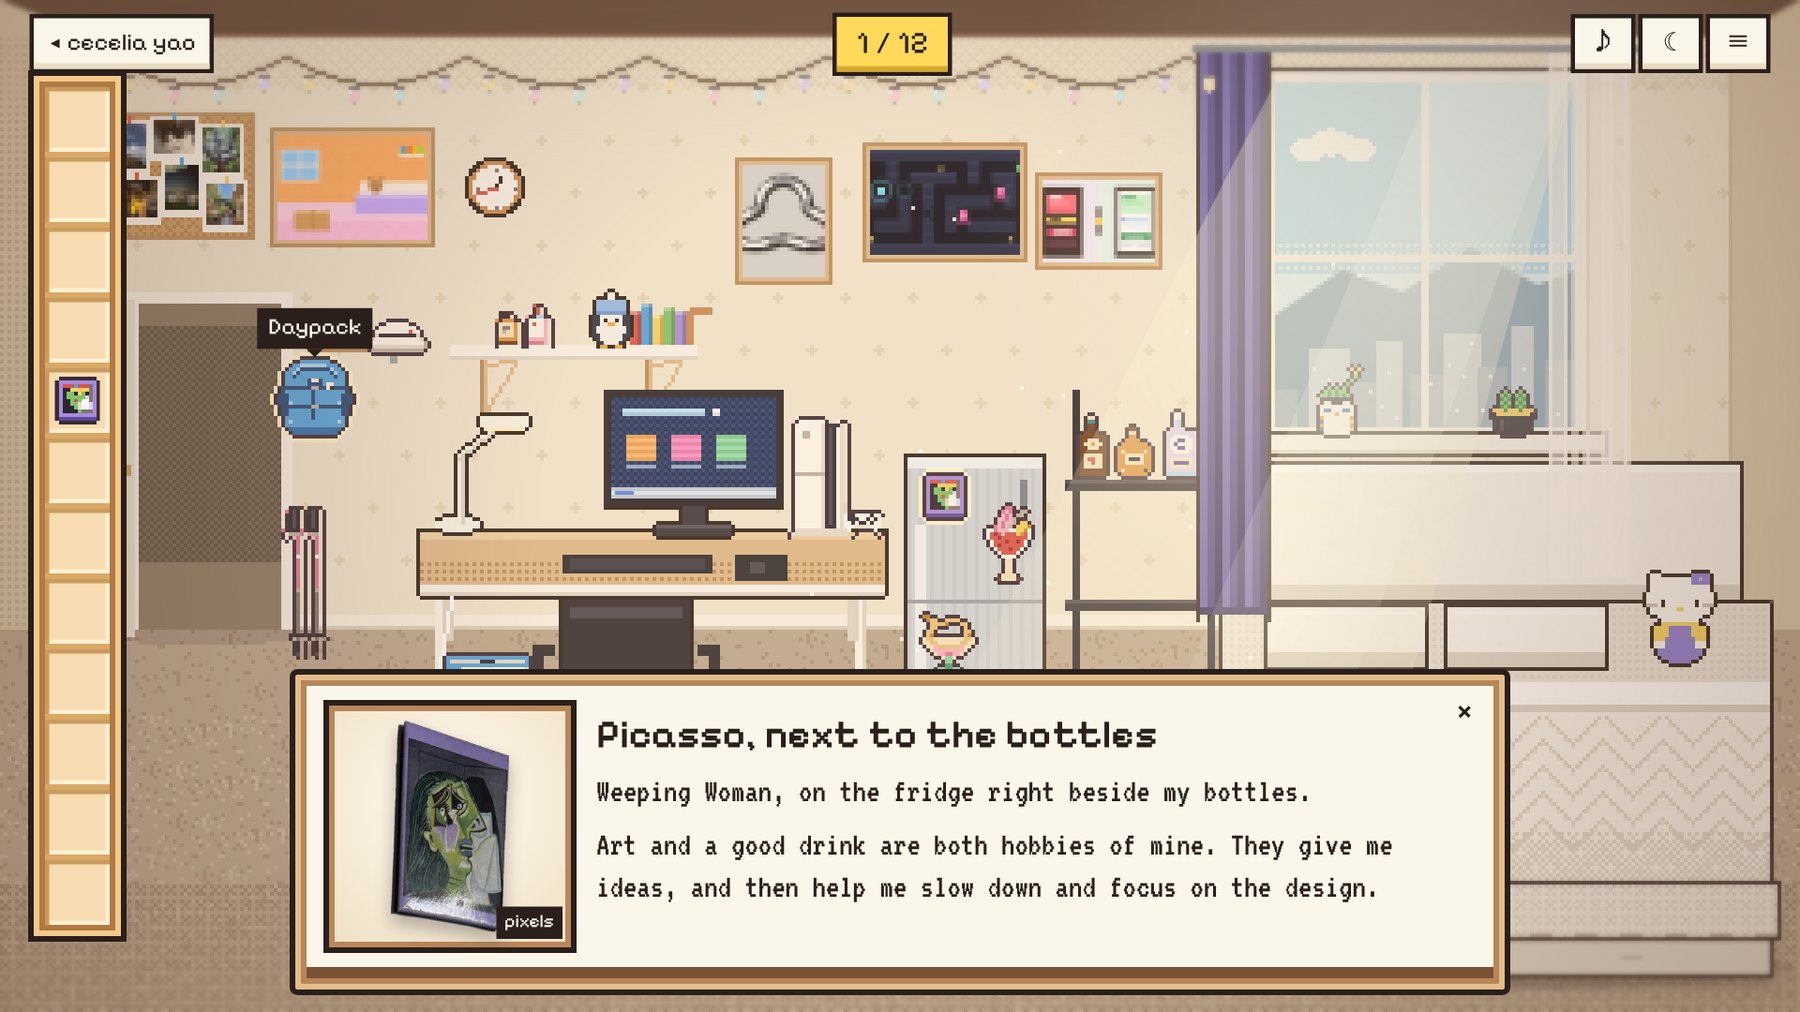 ◂ cecelia yao
1 / 12
Daypack
Picasso, next to the bottles
Weeping Woman, on the fridge right beside my bottles.
Art and a good drink are both hobbies of mine. They give me
ideas, and then help me slow down and focus on the design.
pixels